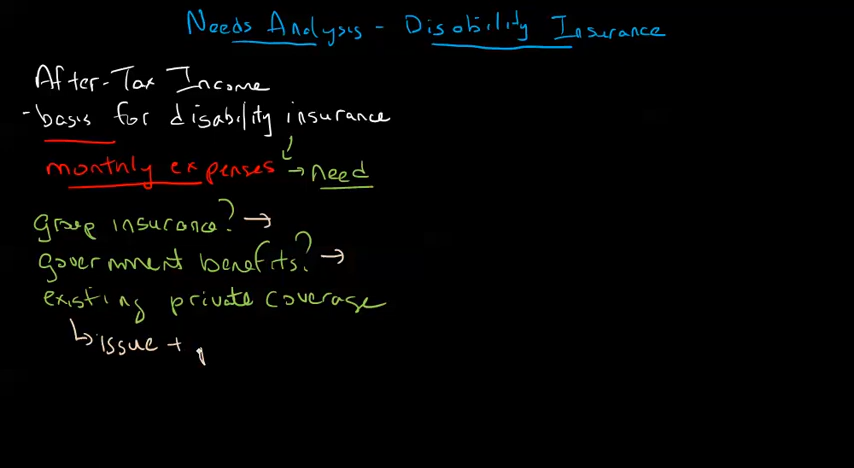 Needs Analysis - Disability Insurance
After-Tax Income
- basis for disability insurance
monthly expenses → need
group insurance? →
government benefits? →
existing private coverage
↳ issue +